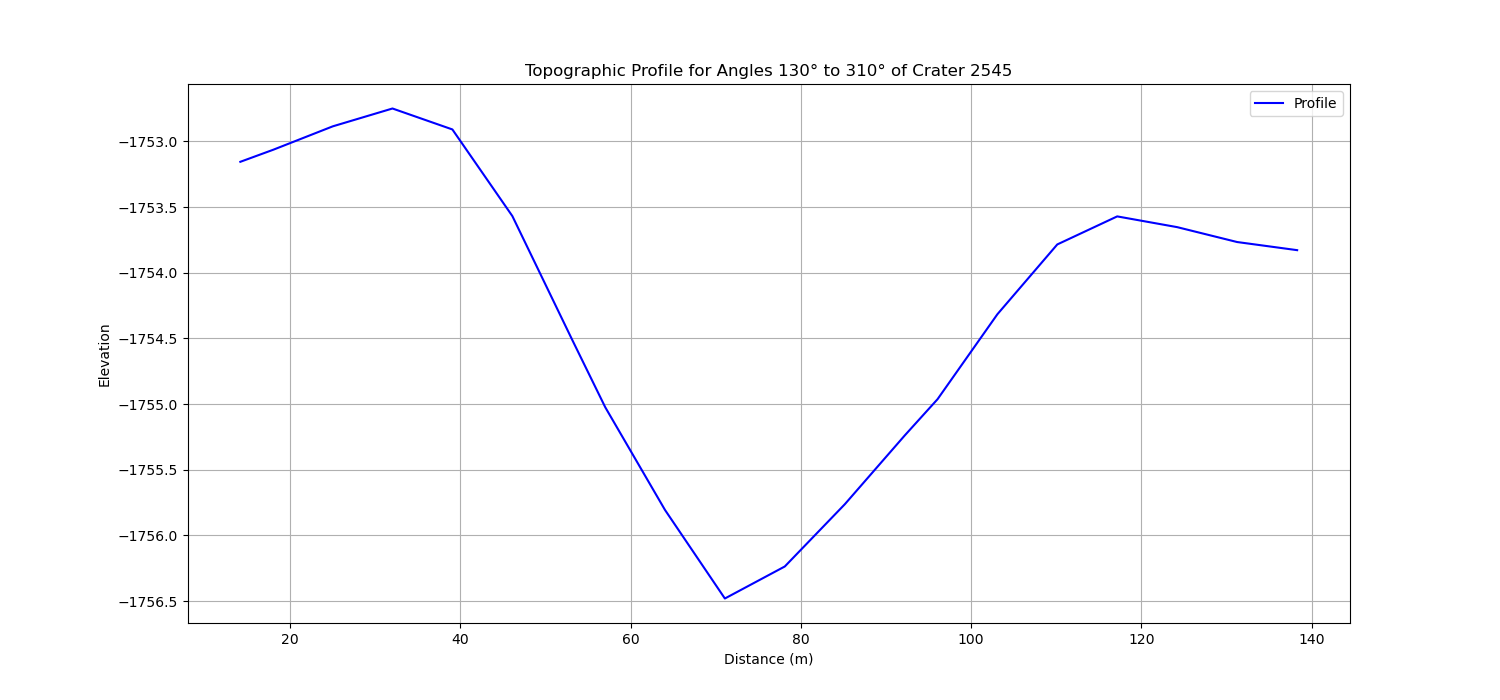 Topographic Profile for Angles 130° to 310° of Crater 2545
Profile
−1753.0
−1753.5
−1754.0
−1754.5
−1755.0
−1755.5
−1756.0
−1756.5
Elevation
20 40 60 80 100 120 140
Distance (m)